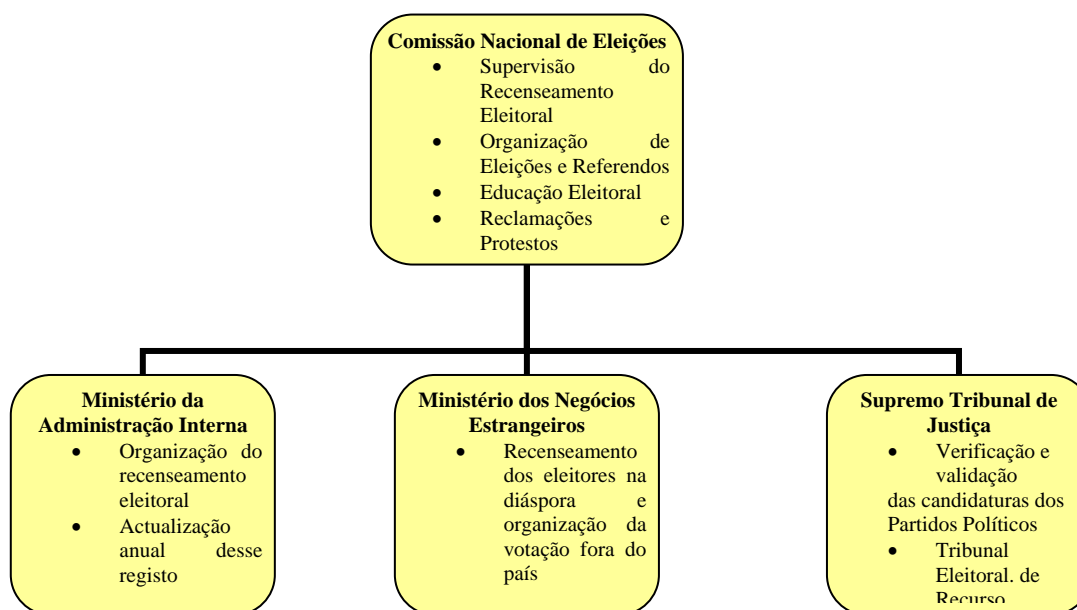 Comissão Nacional de Eleições
• Supervisão do
Recenseamento
Eleitoral
• Organização de
Eleições e Referendos
• Educação Eleitoral
• Reclamações e
Protestos
Ministério da
Administração Interna
• Organização do
recenseamento
eleitoral
• Actualização
anual desse
registo
Ministério dos Negócios
Estrangeiros
• Recenseamento
dos eleitores na
diáspora e
organização da
votação fora do
país
Supremo Tribunal de
Justiça
• Verificação e
validação
das candidaturas dos
Partidos Políticos
• Tribunal
Eleitoral. de
Recurso